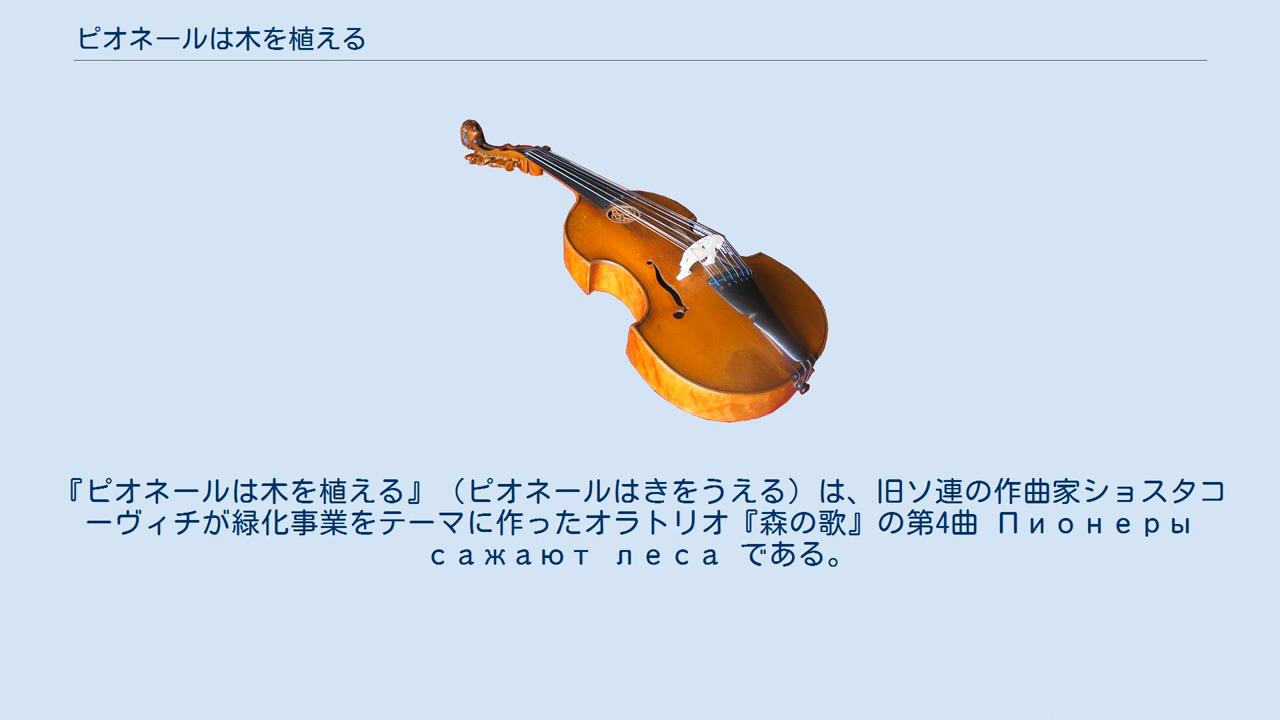 ピオネールは木を植える
『ピオネールは木を植える』（ピオネールはきをうえる）は、旧ソ連の作曲家ショスタコ
ーヴィチが緑化事業をテーマに作ったオラトリオ『森の歌』の第4曲 Пионеры
сажают леса である。